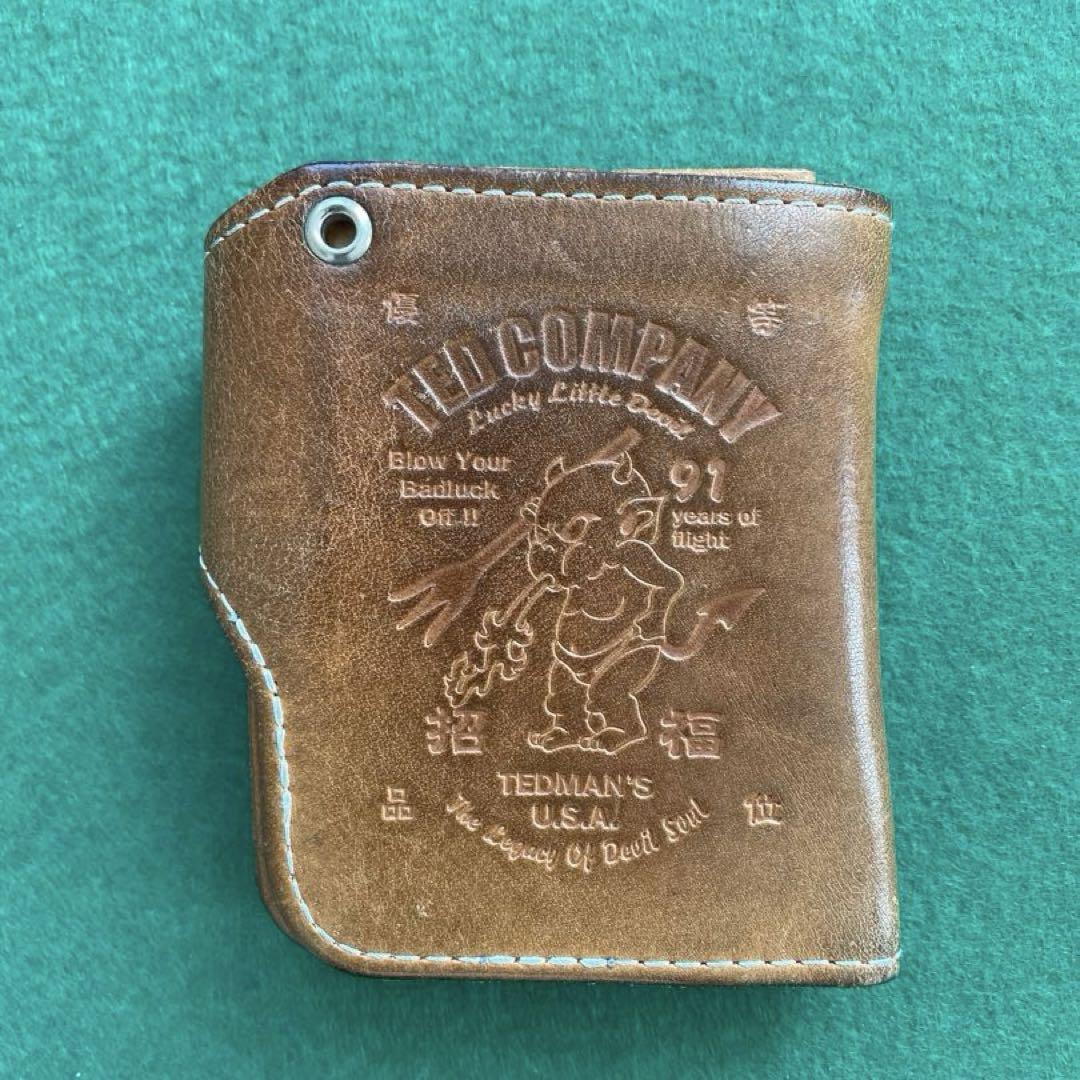 優
TED COMPANY
Lucky Little Devil
Blow Your
Badluck
Off !!
91
years of
flight
招 福
TEDMAN'S
U.S.A.
The Legacy Of Devil Soul
品 位